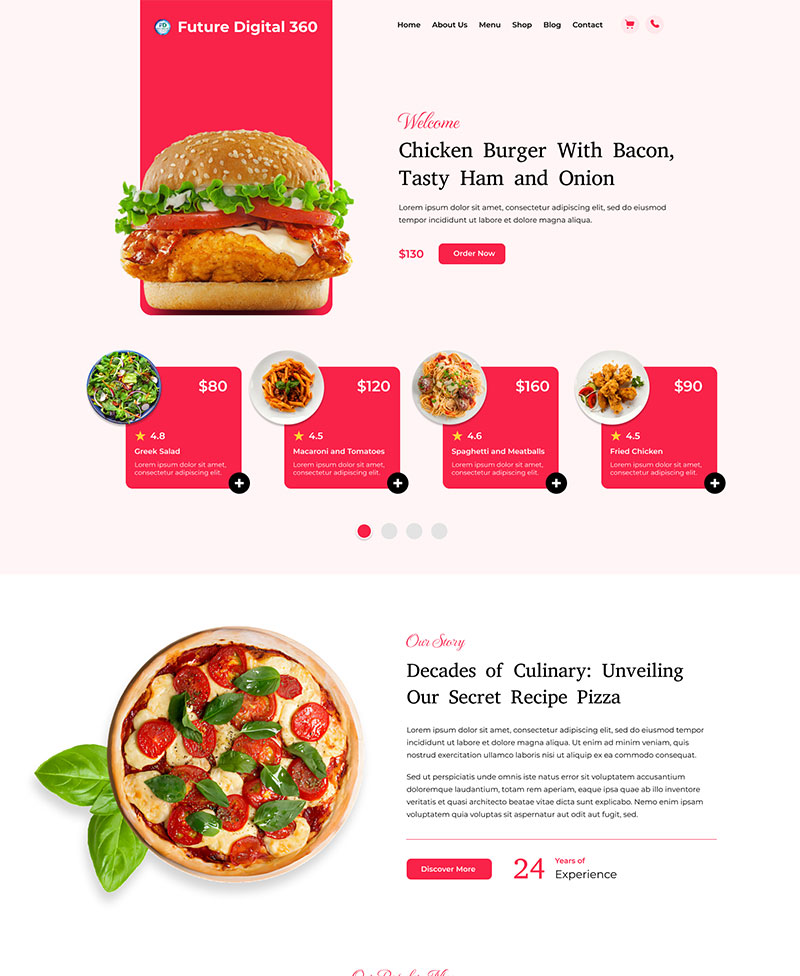 Future Digital 360
Home About Us Menu Shop Blog Contact
Welcome
Chicken Burger With Bacon,
Tasty Ham and Onion
Lorem ipsum dolor sit amet, consectetur adipiscing elit, sed do eiusmod
tempor incididunt ut labore et dolore magna aliqua.
$130 Order Now
$80
4.8
Greek Salad
Lorem ipsum dolor sit amet,
consectetur adipiscing elit.
$120
4.5
Macaroni and Tomatoes
Lorem ipsum dolor sit amet,
consectetur adipiscing elit.
$160
4.6
Spaghetti and Meatballs
Lorem ipsum dolor sit amet,
consectetur adipiscing elit.
$90
4.5
Fried Chicken
Lorem ipsum dolor sit amet,
consectetur adipiscing elit.
Our Story
Decades of Culinary: Unveiling
Our Secret Recipe Pizza
Lorem ipsum dolor sit amet, consectetur adipiscing elit, sed do eiusmod tempor
incididunt ut labore et dolore magna aliqua. Ut enim ad minim veniam, quis
nostrud exercitation ullamco laboris nisi ut aliquip ex ea commodo consequat.
Sed ut perspiciatis unde omnis iste natus error sit voluptatem accusantium
doloremque laudantium, totam rem aperiam, eaque ipsa quae ab illo inventore
veritatis et quasi architecto beatae vitae dicta sunt explicabo. Nemo enim ipsam
voluptatem quia voluptas sit aspernatur aut odit aut fugit, sed.
Discover More
24
Years of
Experience